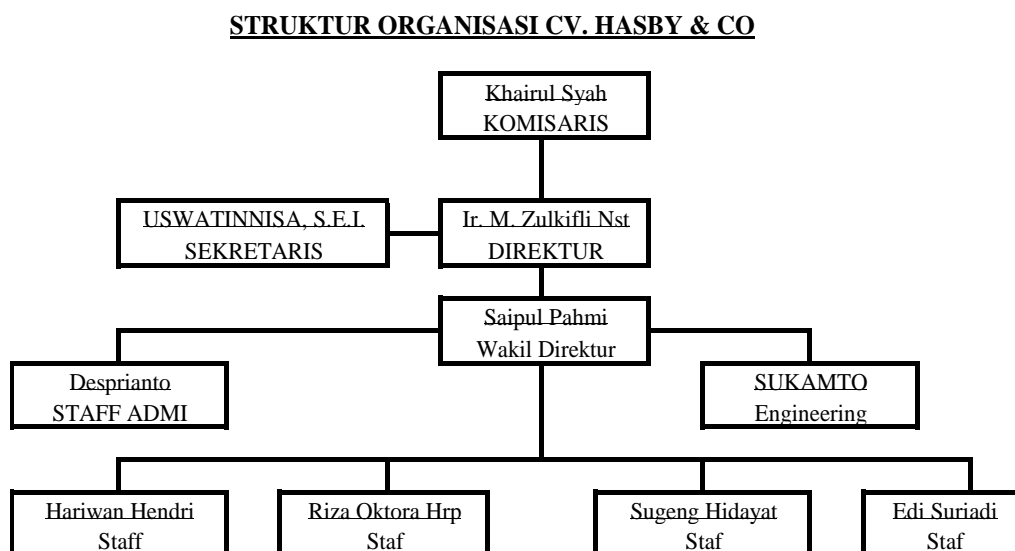 STRUKTUR ORGANISASI CV. HASBY & CO
Khairul Syah
KOMISARIS
USWATINNISA, S.E.I.
SEKRETARIS
Ir. M. Zulkifli Nst
DIREKTUR
Saipul Pahmi
Wakil Direktur
Desprianto
STAFF ADMI
SUKAMTO
Engineering
Hariwan Hendri
Staff
Riza Oktora Hrp
Staf
Sugeng Hidayat
Staf
Edi Suriadi
Staf